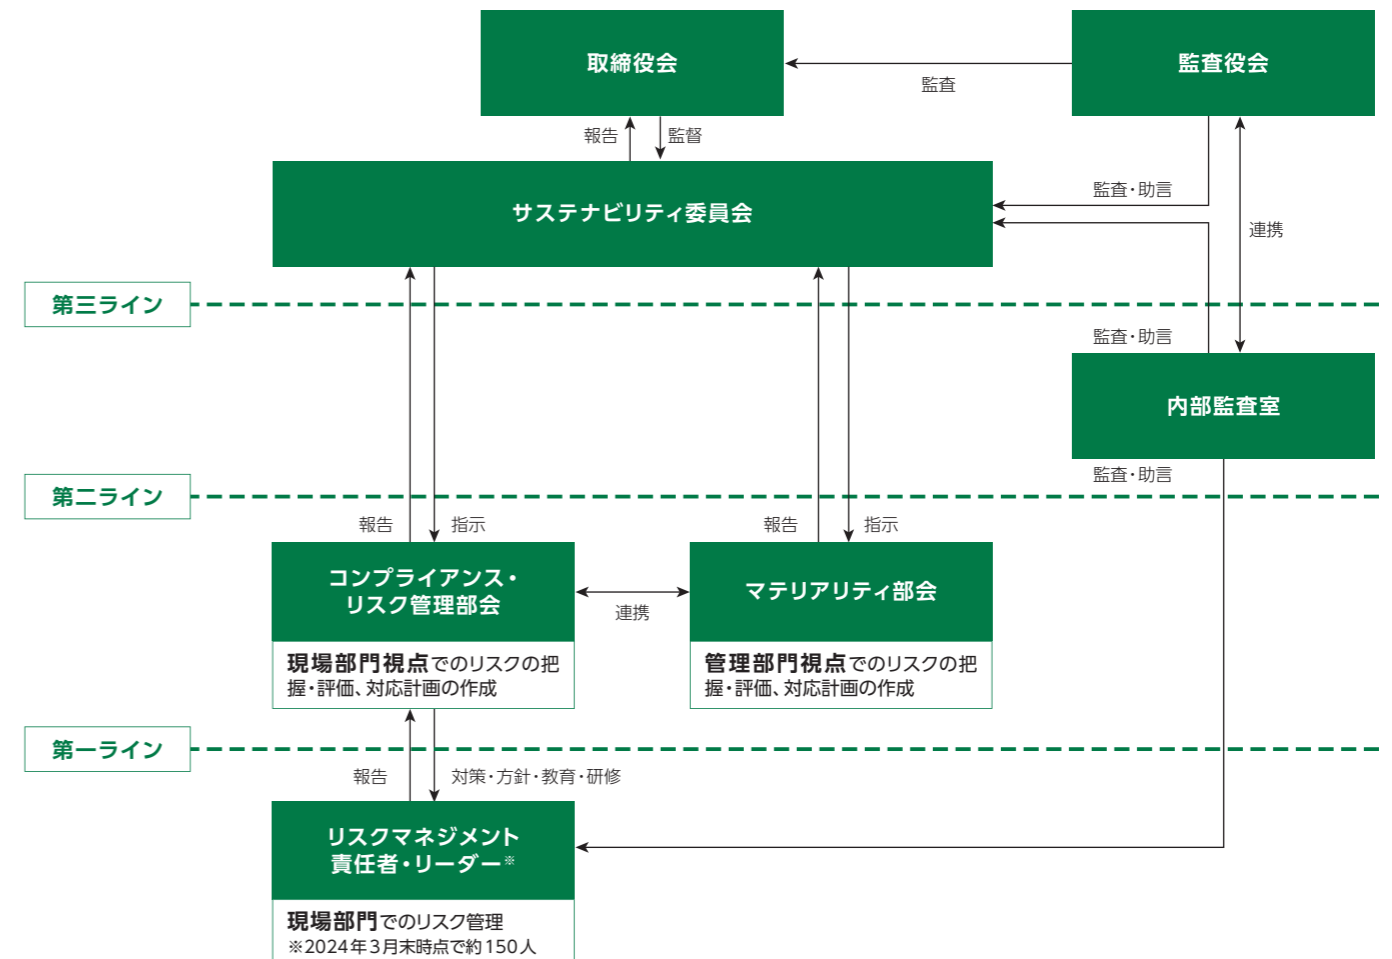 取締役会
監査役会
監査
報告
監督
サステナビリティ委員会
監査・助言
連携
第三ライン
監査・助言
内部監査室
監査・助言
第二ライン
報告
指示
報告
指示
コンプライアンス・
リスク管理部会
連携
マテリアリティ部会
現場部門視点でのリスクの把
握・評価、対応計画の作成
管理部門視点でのリスクの把
握・評価、対応計画の作成
第一ライン
報告
対策・方針・教育・研修
リスクマネジメント
責任者・リーダー※
現場部門でのリスク管理
※2024年3月末時点で約150人